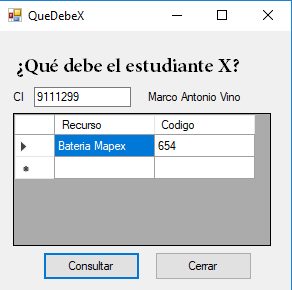 QueDebeX
¿Qué debe el estudiante X?
CI 9111299 Marco Antonio Vino
Recurso Codigo
Bateria Mapex 654
Consultar Cerrar